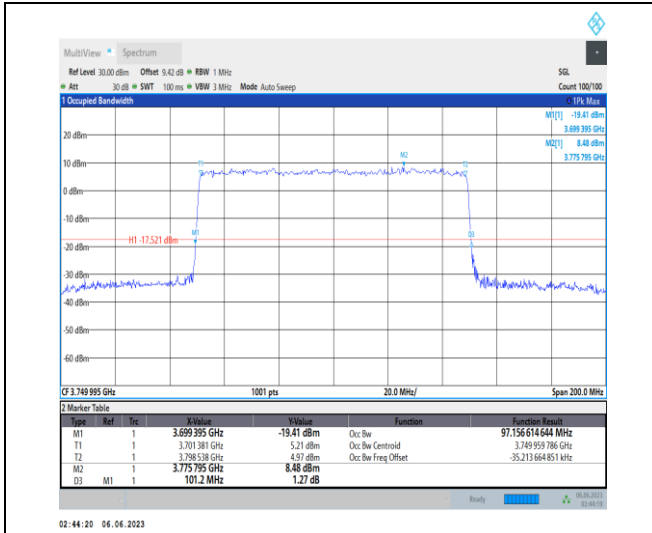 MultiView Spectrum
Ref Level 30.00 dBm Offset 9.42 dB RBW 1 MHz SGL
Att 30 dB SWT 100 ms VBW 3 MHz Mode Auto Sweep Count 100/100
1 Occupied Bandwidth 1Pk Max
M1[1] -19.41 dBm
3.699 395 GHz
M2[1] 8.48 dBm
3.775 795 GHz
20 dBm
M2
10 dBm
T1 T2
0 dBm
-10 dBm
H1 -17.521 dBm M1 D3
-20 dBm
-30 dBm
-40 dBm
-50 dBm
-60 dBm
CF 3.749 995 GHz 1001 pts 20.0 MHz/ Span 200.0 MHz
2 Marker Table
Type Ref Trc X-Value Y-Value Function Function Result
M1 1 3.699 395 GHz -19.41 dBm Occ Bw 97.156 614 644 MHz
T1 1 3.701 381 GHz 5.21 dBm Occ Bw Centroid 3.749 959 786 GHz
T2 1 3.798 538 GHz 4.97 dBm Occ Bw Freq Offset -35.213 664 851 kHz
M2 1 3.775 795 GHz 8.48 dBm
D3 M1 1 101.2 MHz 1.27 dB
Ready 06.06.2023
02:44:19
02:44:20 06.06.2023